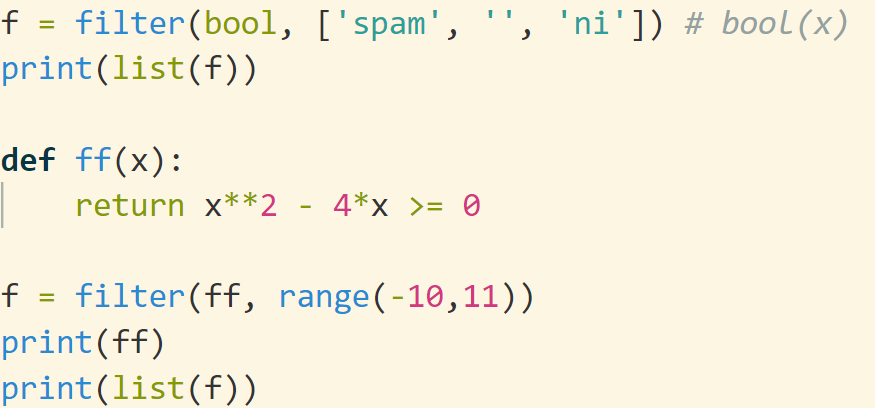 f = filter(bool, ['spam', '', 'ni']) # bool(x)
print(list(f))

def ff(x):
    return x**2 - 4*x >= 0

f = filter(ff, range(-10,11))
print(ff)
print(list(f))